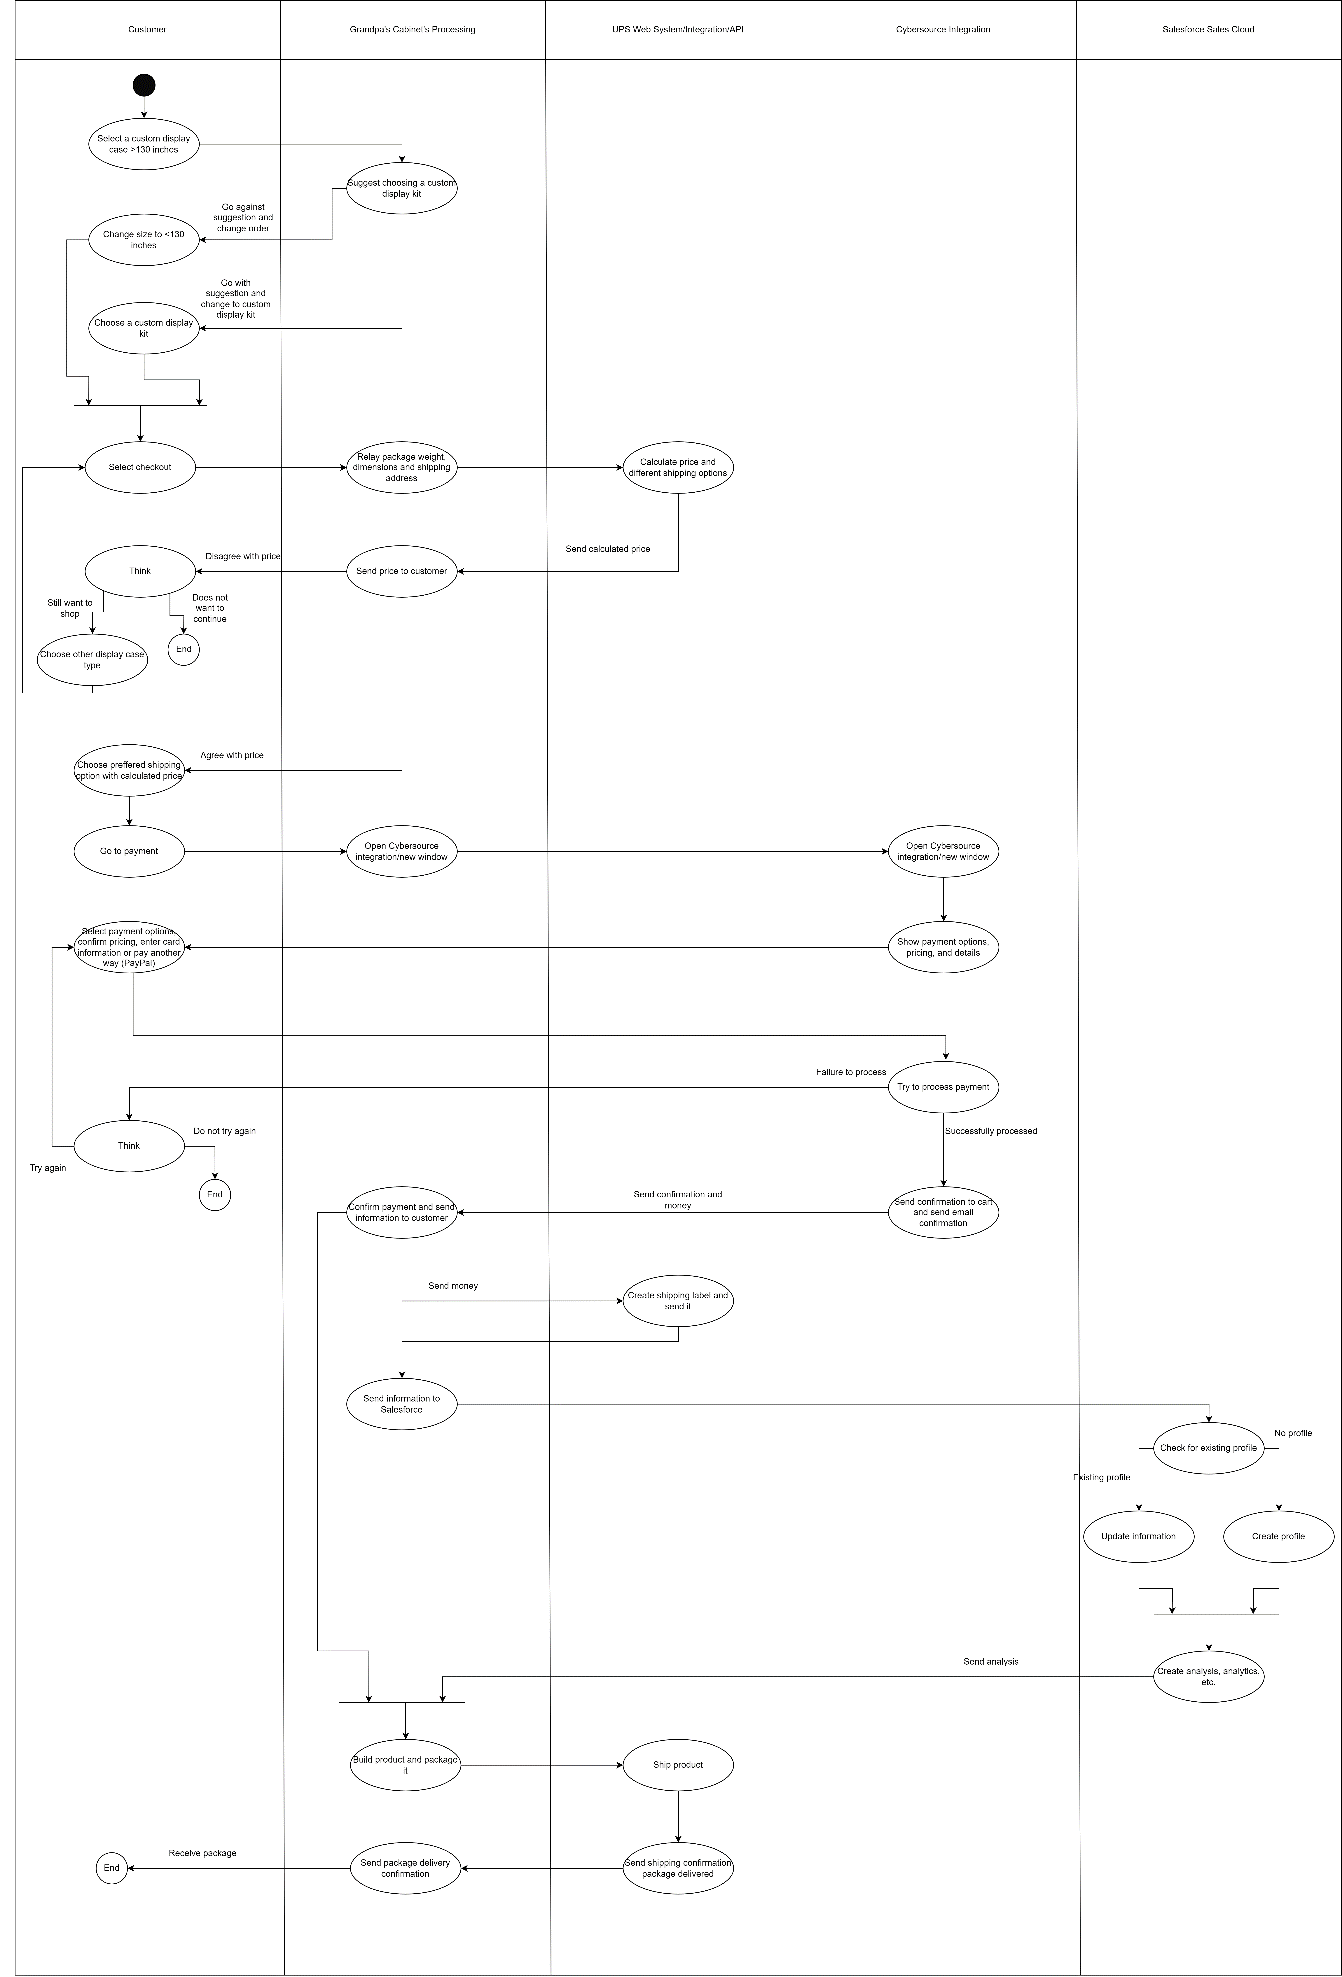 Customer
Grandpa's Cabinet's Processing
UPS Web System/Integration/API
Cybersource Integration
Salesforce Sales Cloud
Select a custom display
case >130 inches
Suggest choosing a custom
display kit
Go against
suggestion and
change order
Change size to <130
inches
Go with
suggestion and
change to custom
display kit
Choose a custom display
kit
Select checkout
Relay package weight,
dimensions and shipping
address
Calculate price and
different shipping options
Send calculated price
Disagree with price
Think
Send price to customer
Still want to
shop
Does not
want to
continue
End
Choose other display case
type
Agree with price
Choose preffered shipping
option with calculated price
Go to payment
Open Cybersource
integration/new window
Open Cybersource
integration/new window
Select payment options,
confirm pricing, enter card
information or pay another
way (PayPal)
Show payment options,
pricing, and details
Failure to process
Try to process payment
Successfully processed
Do not try again
Think
Try again
End
Send confirmation and
money
Confirm payment and send
information to customer
Send confirmation to cart
and send email
confirmation
Send money
Create shipping label and
send it
Send information to
Salesforce
No profile
Check for existing profile
Existing profile
Update information
Create profile
Send analysis
Create analysis, analytics,
etc.
Build product and package
it
Ship product
Receive package
End
Send package delivery
confirmation
Send shipping confirmation
package delivered